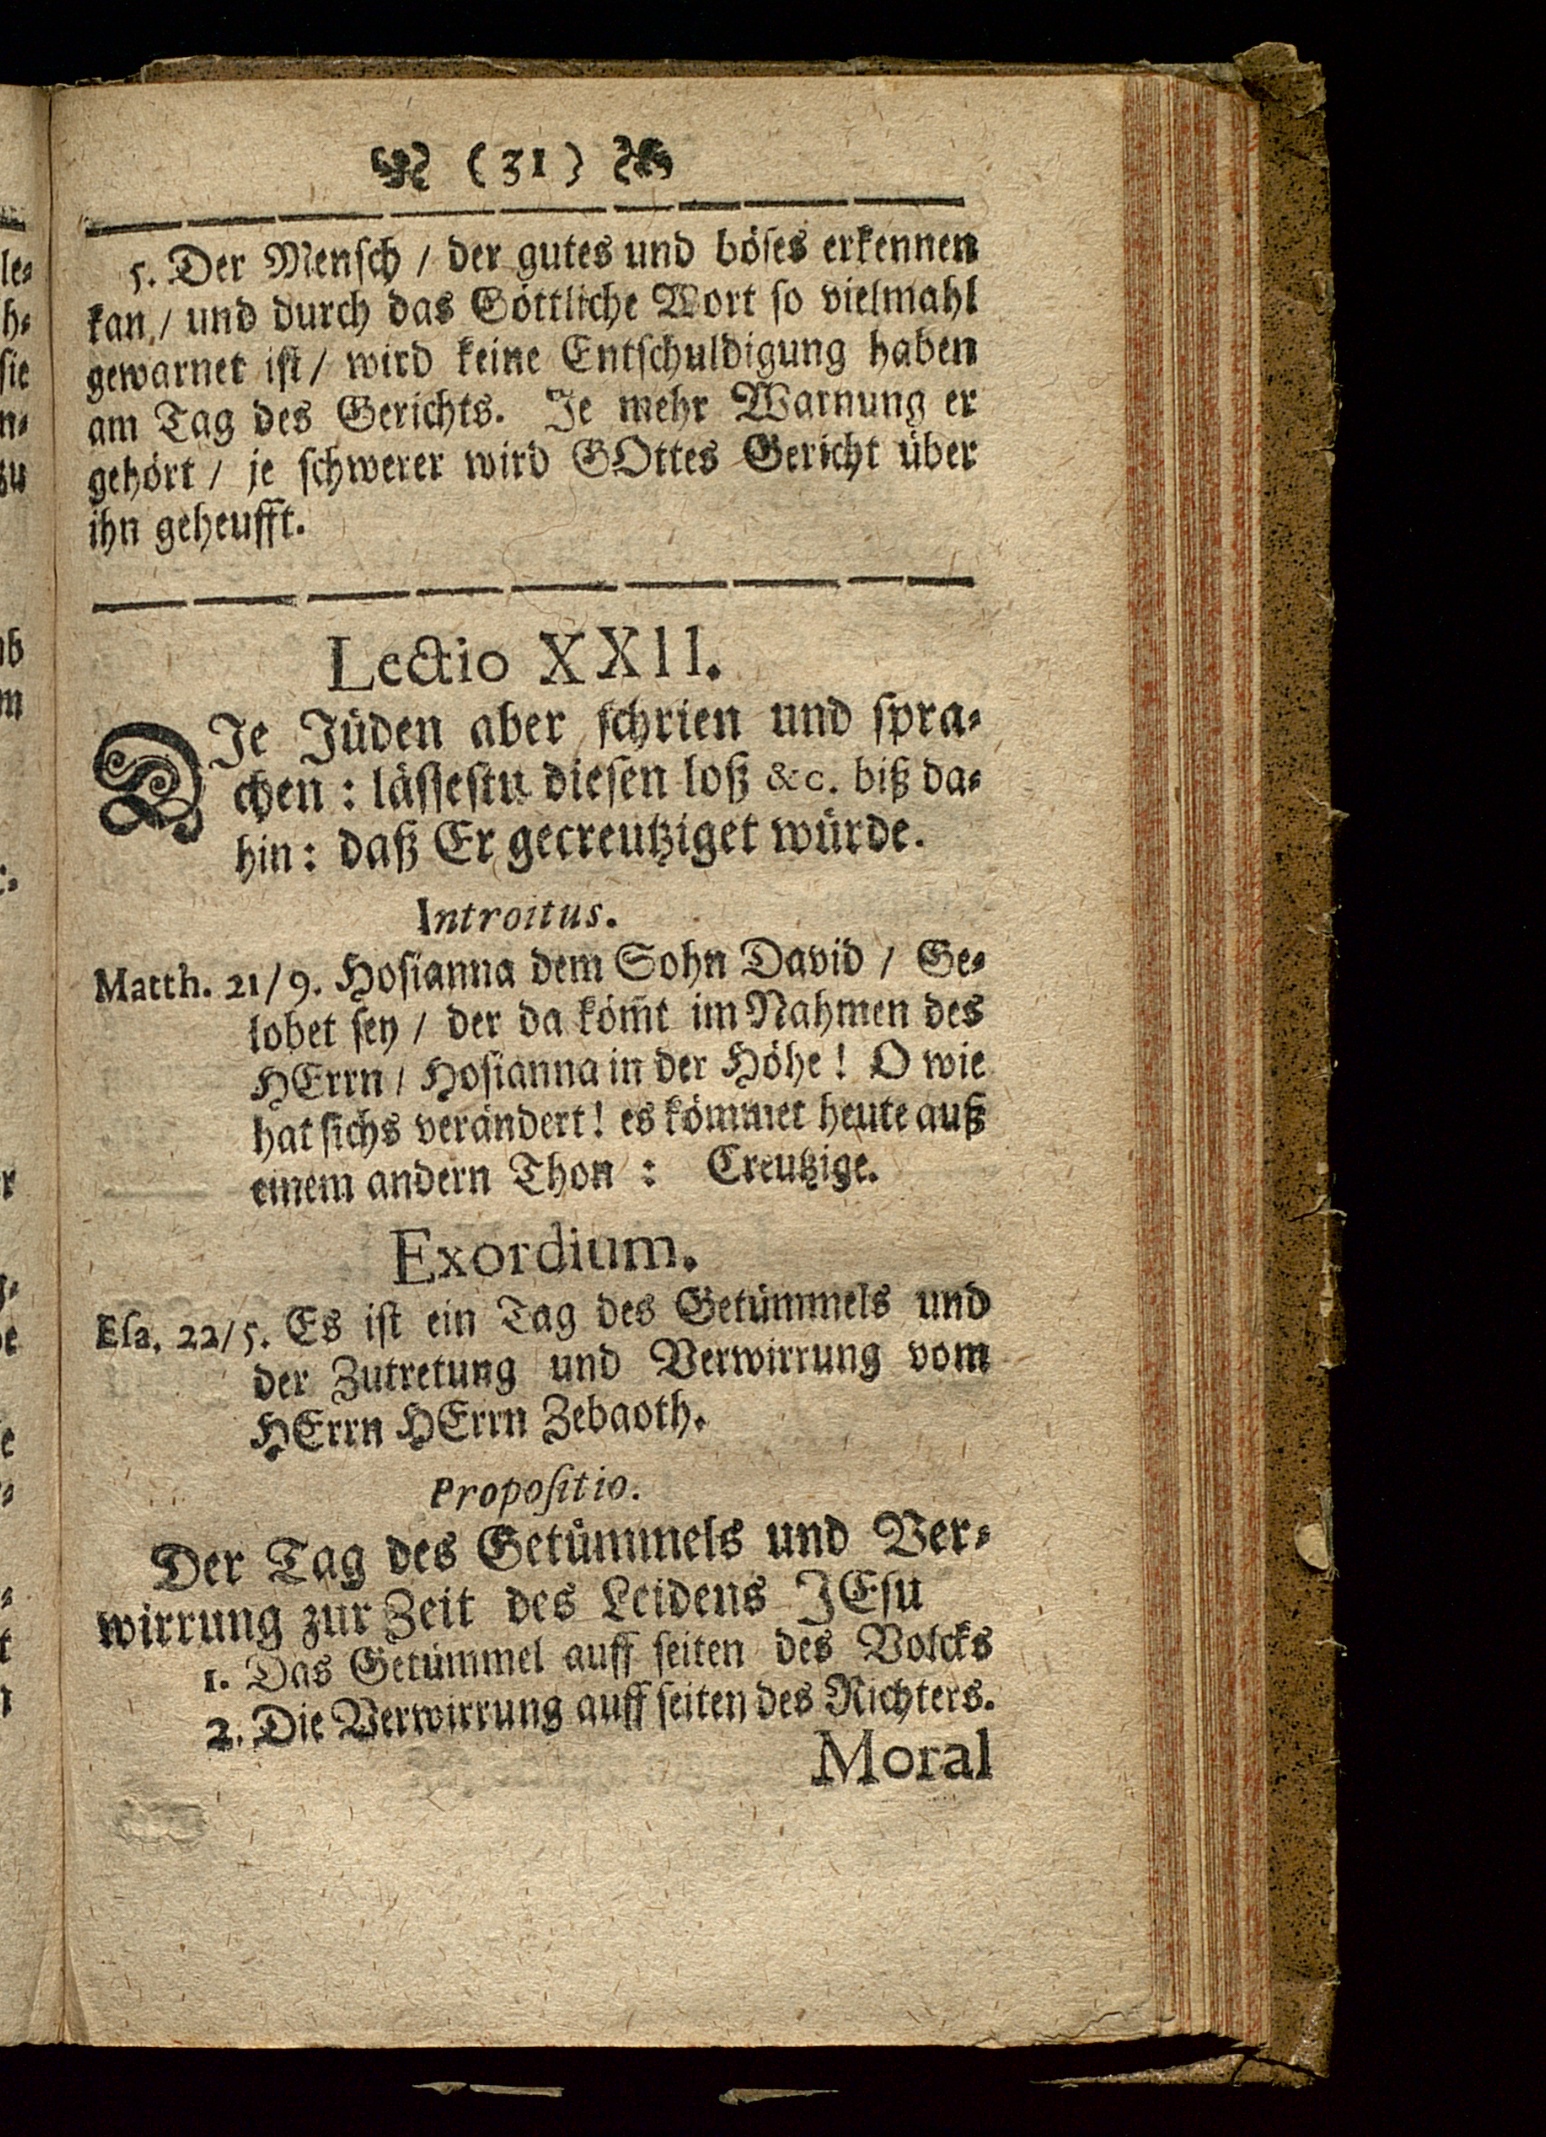 (31)
5. Der Mensch / der gutes und böses erkennen
kan / und durch das Göttliche Wort so vielmahl
gewarnet ist / wird keine Entschuldigung haben
am Tag des Gerichts. Je mehr Warnung er
gehört / je schwerer wird GOttes Gericht über
ihn geheufft.
Lectio XXII.
DIe Jüden aber schrien und spra-
chen : lässestu diesen loß &c. biß da-
hin : daß Er gecreutziget würde.
Introitus.
Matth. 21/9. Hosianna dem Sohn David / Ge-
lobet sey / der da köm̃t im Nahmen des
HErrn / Hosianna in der Höhe ! O wie
hat sichs verändert ! es kömmet heute auß
einem andern Thon : Creutzige.
Exordium.
Esa. 22/5. Es ist ein Tag des Getümmels und
der Zutretung und Verwirrung vom
HErrn HErrn Zebaoth.
Propositio.
Der Tag des Getümmels und Ver-
wirrung zur Zeit des Leidens JEsu
1. Das Getümmel auff seiten des Volcks
2. Die Verwirrung auff seiten des Richters.
Moral